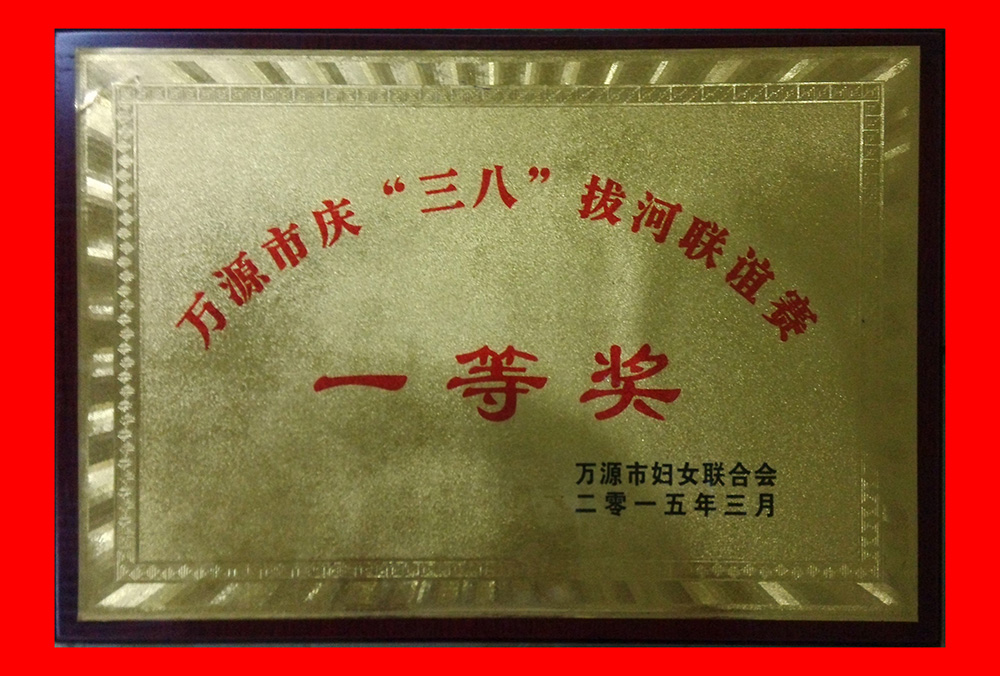 万源市庆“三八”拔河联谊赛
一等奖
万源市妇女联合会
二零一五年三月